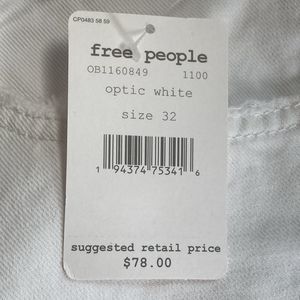 CP0483 58 59
free people
OB1160849 1100
optic white
size 32
1 94374 75341 6
suggested retail price
$78.00